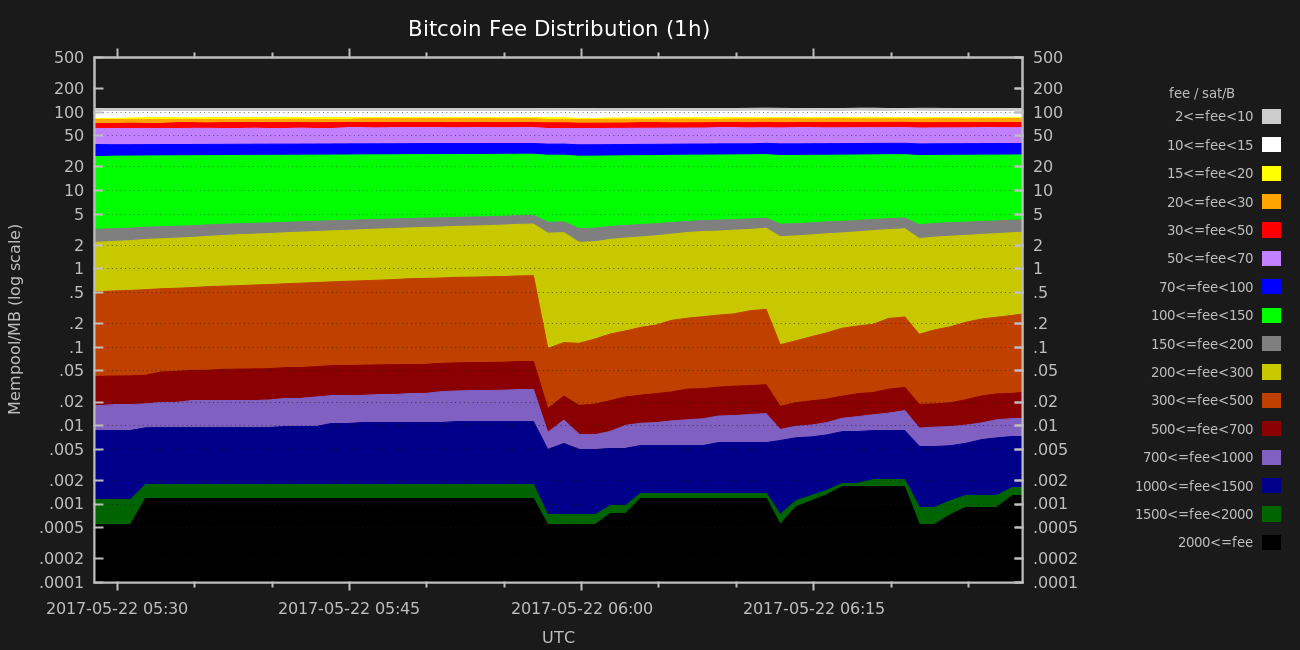 Bitcoin Fee Distribution (1h)
500
200
100
50
20
10
5
2
1
.5
.2
.1
.05
.02
.01
.005
.002
.001
.0005
.0002
.0001
Mempool/MB (log scale)
500
200
100
50
20
10
5
2
1
.5
.2
.1
.05
.02
.01
.005
.002
.001
.0005
.0002
.0001
2017-05-22 05:30
2017-05-22 05:45
2017-05-22 06:00
2017-05-22 06:15
UTC
fee / sat/B
2<=fee<10
10<=fee<15
15<=fee<20
20<=fee<30
30<=fee<50
50<=fee<70
70<=fee<100
100<=fee<150
150<=fee<200
200<=fee<300
300<=fee<500
500<=fee<700
700<=fee<1000
1000<=fee<1500
1500<=fee<2000
2000<=fee